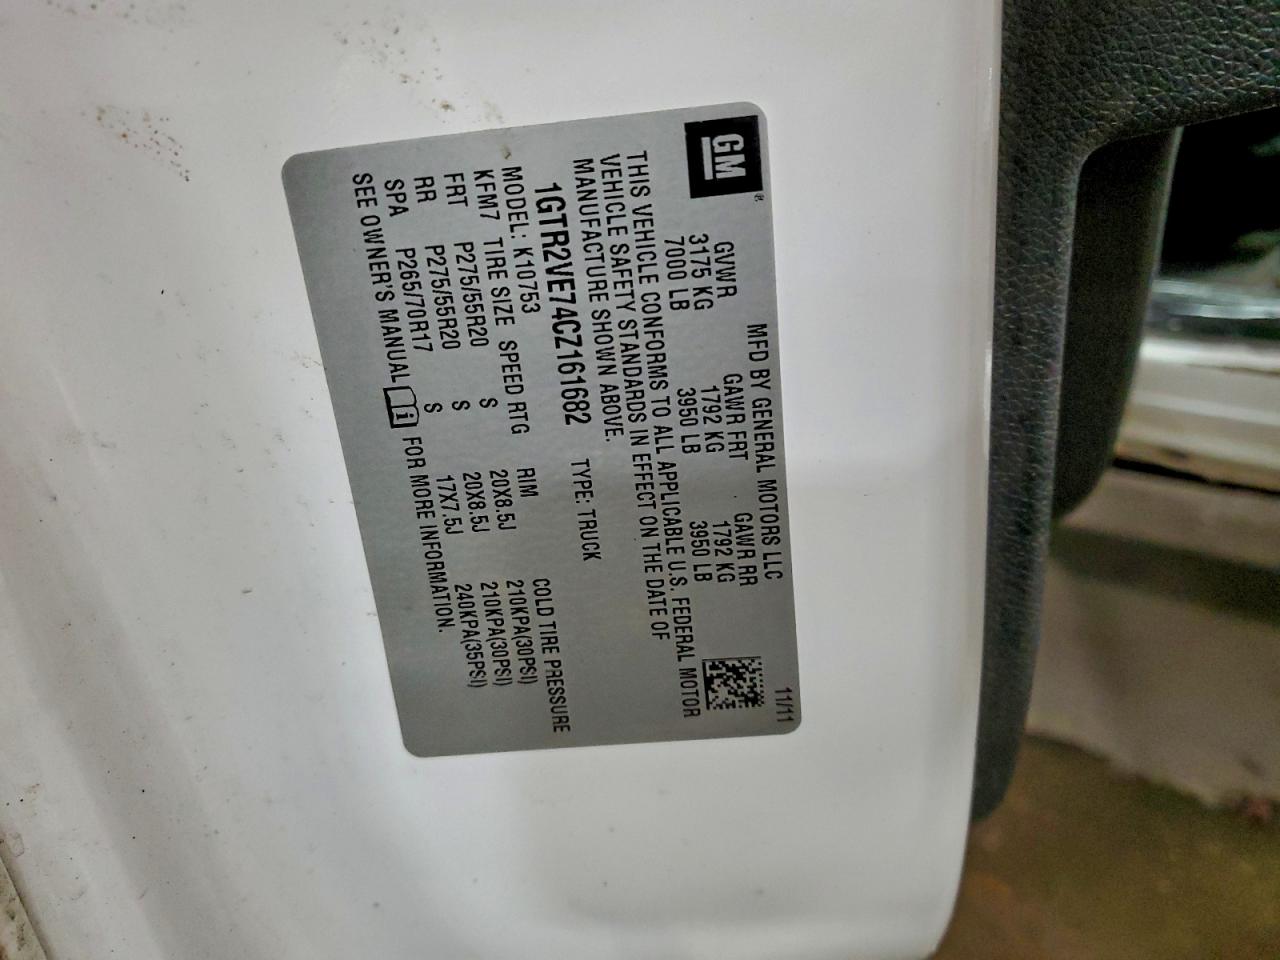 MFD BY GENERAL MOTORS LLC 11/11
GM®
GVWR GAWR FRT GAWR RR
3175 KG 1792 KG 1792 KG
7000 LB 3950 LB 3950 LB
THIS VEHICLE CONFORMS TO ALL APPLICABLE U.S. FEDERAL MOTOR
VEHICLE SAFETY STANDARDS IN EFFECT ON THE DATE OF
MANUFACTURE SHOWN ABOVE.
1GTR2VE74CZ161682 TYPE: TRUCK
MODEL: K10753
KFM7 TIRE SIZE SPEED RTG RIM COLD TIRE PRESSURE
FRT P275/55R20 S 20X8.5J 210KPA(30PSI)
RR P275/55R20 S 20X8.5J 210KPA(30PSI)
SPA P265/70R17 S 17X7.5J 240KPA(35PSI)
SEE OWNER'S MANUAL i FOR MORE INFORMATION.